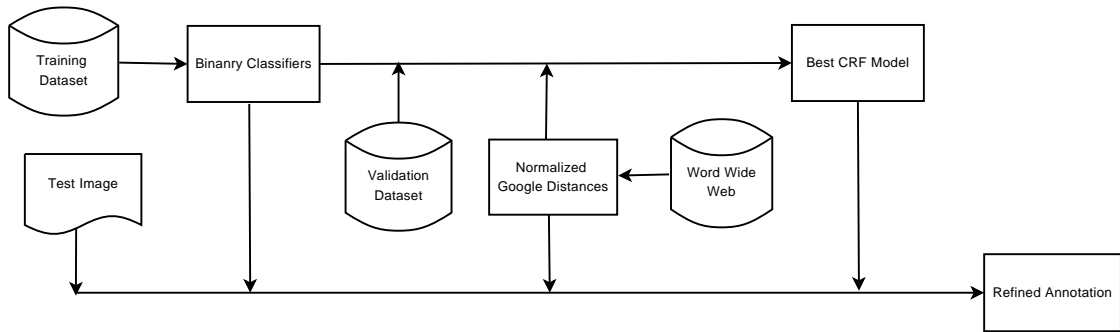 Training
Dataset
Binanry Classifiers
Best CRF Model
Test Image
Validation
Dataset
Normalized
Google Distances
Word Wide
Web
Refined Annotation